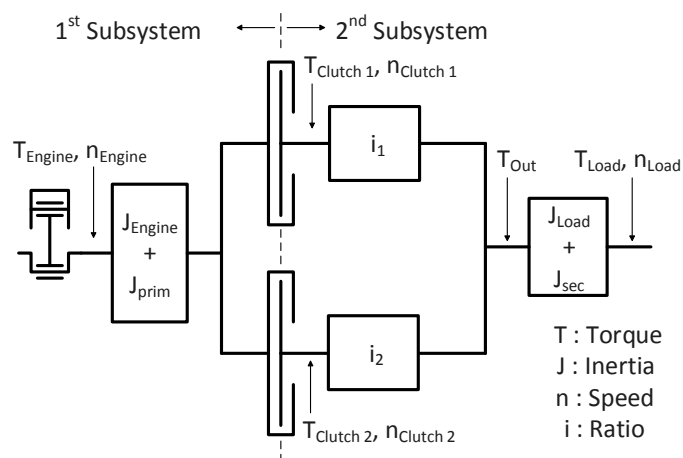 1st Subsystem
2nd Subsystem
TClutch 1, nClutch 1
TEngine, nEngine
i1
TOut
TLoad, nLoad
JEngine
+
Jprim
JLoad
+
Jsec
i2
TClutch 2, nClutch 2
T : Torque
J : Inertia
n : Speed
i : Ratio